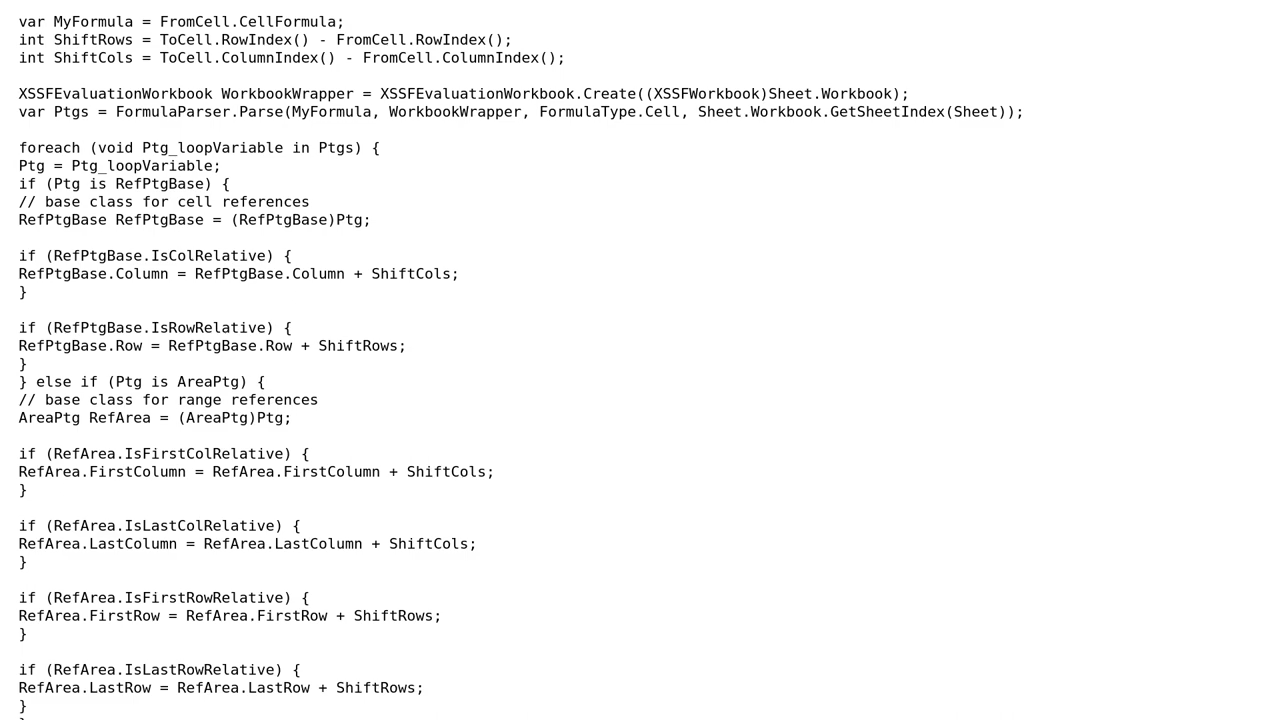 var MyFormula = FromCell.CellFormula;
int ShiftRows = ToCell.RowIndex() - FromCell.RowIndex();
int ShiftCols = ToCell.ColumnIndex() - FromCell.ColumnIndex();
XSSFEvaluationWorkbook WorkbookWrapper = XSSFEvaluationWorkbook.Create((XSSFWorkbook)Sheet.Workbook);
var Ptgs = FormulaParser.Parse(MyFormula, WorkbookWrapper, FormulaType.Cell, Sheet.Workbook.GetSheetIndex(Sheet));
foreach (void Ptg_loopVariable in Ptgs) {
Ptg = Ptg_loopVariable;
if (Ptg is RefPtgBase) {
// base class for cell references
RefPtgBase RefPtgBase = (RefPtgBase)Ptg;
if (RefPtgBase.IsColRelative) {
RefPtgBase.Column = RefPtgBase.Column + ShiftCols;
}
if (RefPtgBase.IsRowRelative) {
RefPtgBase.Row = RefPtgBase.Row + ShiftRows;
}
} else if (Ptg is AreaPtg) {
// base class for range references
AreaPtg RefArea = (AreaPtg)Ptg;
if (RefArea.IsFirstColRelative) {
RefArea.FirstColumn = RefArea.FirstColumn + ShiftCols;
}
if (RefArea.IsLastColRelative) {
RefArea.LastColumn = RefArea.LastColumn + ShiftCols;
}
if (RefArea.IsFirstRowRelative) {
RefArea.FirstRow = RefArea.FirstRow + ShiftRows;
}
if (RefArea.IsLastRowRelative) {
RefArea.LastRow = RefArea.LastRow + ShiftRows;
}